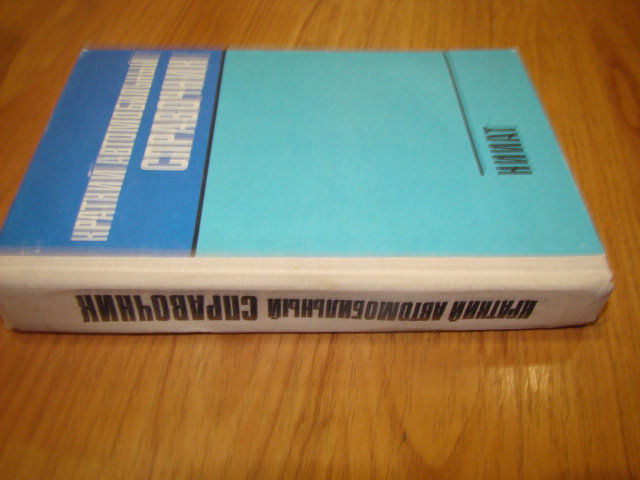 КРАТКИЙ АВТОМОБИЛЬНЫЙ
СПРАВОЧНИК
НИИАТ
КРАТКИЙ АВТОМОБИЛЬНЫЙ СПРАВОЧНИК